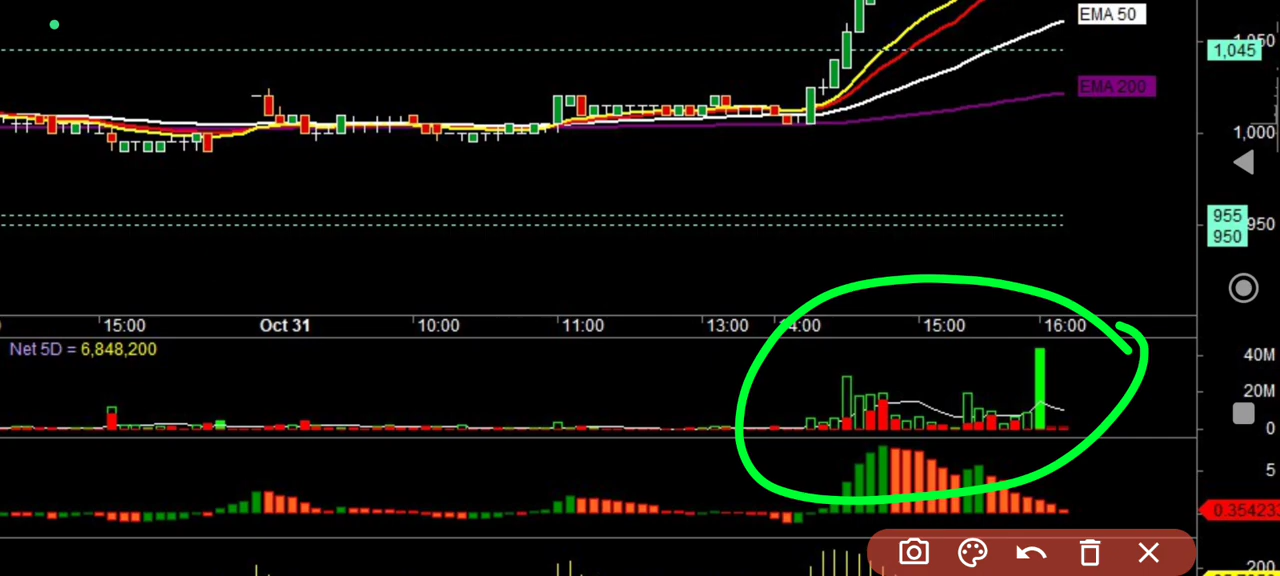 EMA 50
1,050
1,045
EMA 200
1,000
955
950
950
15:00 Oct 31 10:00 11:00 13:00 14:00 15:00 16:00
Net 5D = 6,848,200
40M
20M
0
5
0.354233
200